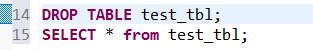 14 DROP TABLE test_tbl;
15 SELECT * from test_tbl;